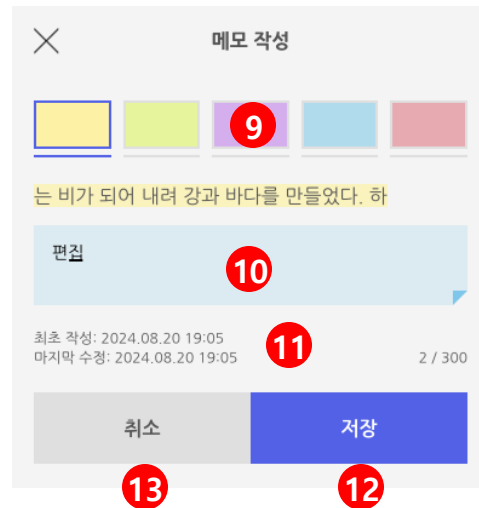 메모 작성
9
는 비가 되어 내려 강과 바다를 만들었다. 하
편집
10
최초 작성: 2024.08.20 19:05
11
마지막 수정: 2024.08.20 19:05
2 / 300
취소
저장
13
12